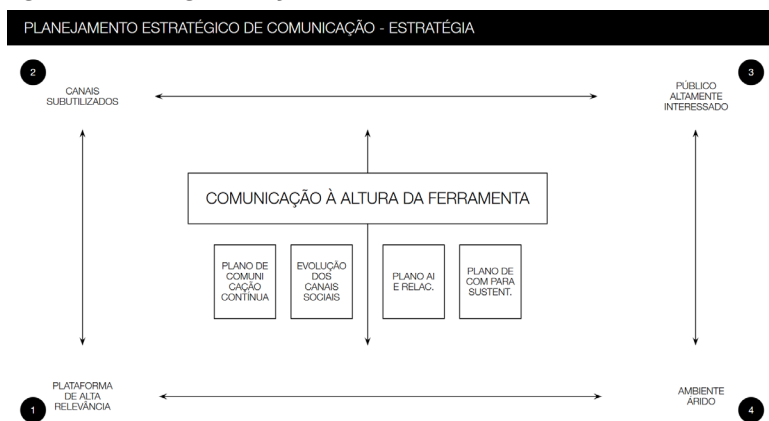 PLANEJAMENTO ESTRATÉGICO DE COMUNICAÇÃO - ESTRATÉGIA
2
CANAIS
SUBUTILIZADOS
3
PÚBLICO
ALTAMENTE
INTERESSADO
COMUNICAÇÃO À ALTURA DA FERRAMENTA
PLANO DE
COMUNI
CAÇÃO
CONTÍNUA
EVOLUÇÃO
DOS
CANAIS
SOCIAIS
PLANO AI
E RELAC.
PLANO DE
COM PARA
SUSTENT.
1
PLATAFORMA
DE ALTA
RELEVÂNCIA
AMBIENTE
ÁRIDO
4